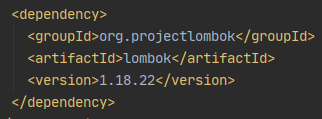 <dependency>
<groupId>org.projectlombok</groupId>
<artifactId>lombok</artifactId>
<version>1.18.22</version>
</dependency>